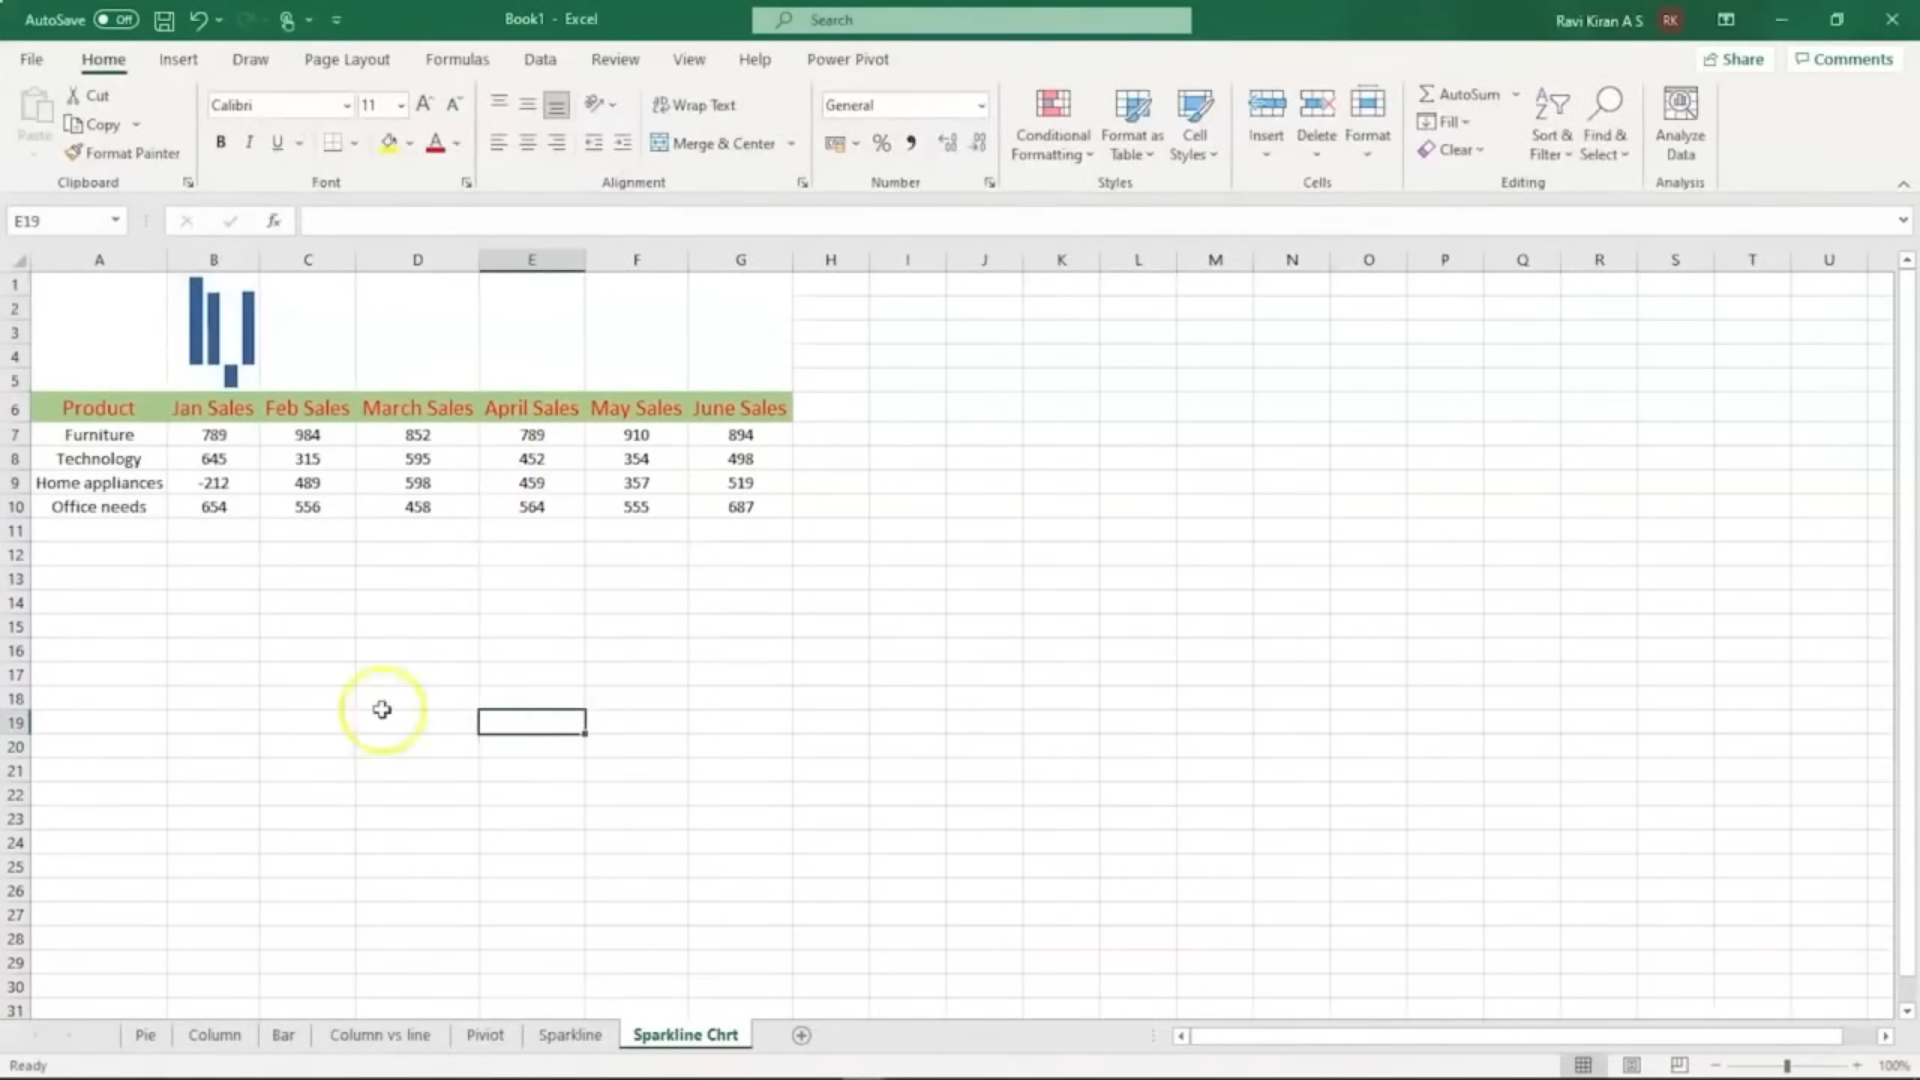 AutoSave Off Book1 - Excel Search Ravi Kiran A S RK
File Home Insert Draw Page Layout Formulas Data Review View Help Power Pivot Share Comments
Cut
Copy
Format Painter
Paste
Clipboard
Calibri 11
B I U
Font
Wrap Text
Merge & Center
Alignment
General
%
Number
Conditional Formatting
Format as Table
Cell Styles
Styles
Insert Delete Format
Cells
AutoSum
Fill
Clear
Sort & Filter
Find & Select
Editing
Analyze Data
Analysis
E19 fx
A B C D E F G H I J K L M N O P Q R S T U
1
2
3
4
5
6 Product Jan Sales Feb Sales March Sales April Sales May Sales June Sales
7 Furniture 789 984 852 789 910 894
8 Technology 645 315 595 452 354 498
9 Home appliances -212 489 598 459 357 519
10 Office needs 654 556 458 564 555 687
11
12
13
14
15
16
17
18
19
20
21
22
23
24
25
26
27
28
29
30
31
Pie Column Bar Column vs line Piviot Sparkline Sparkline Chrt
Ready 100%